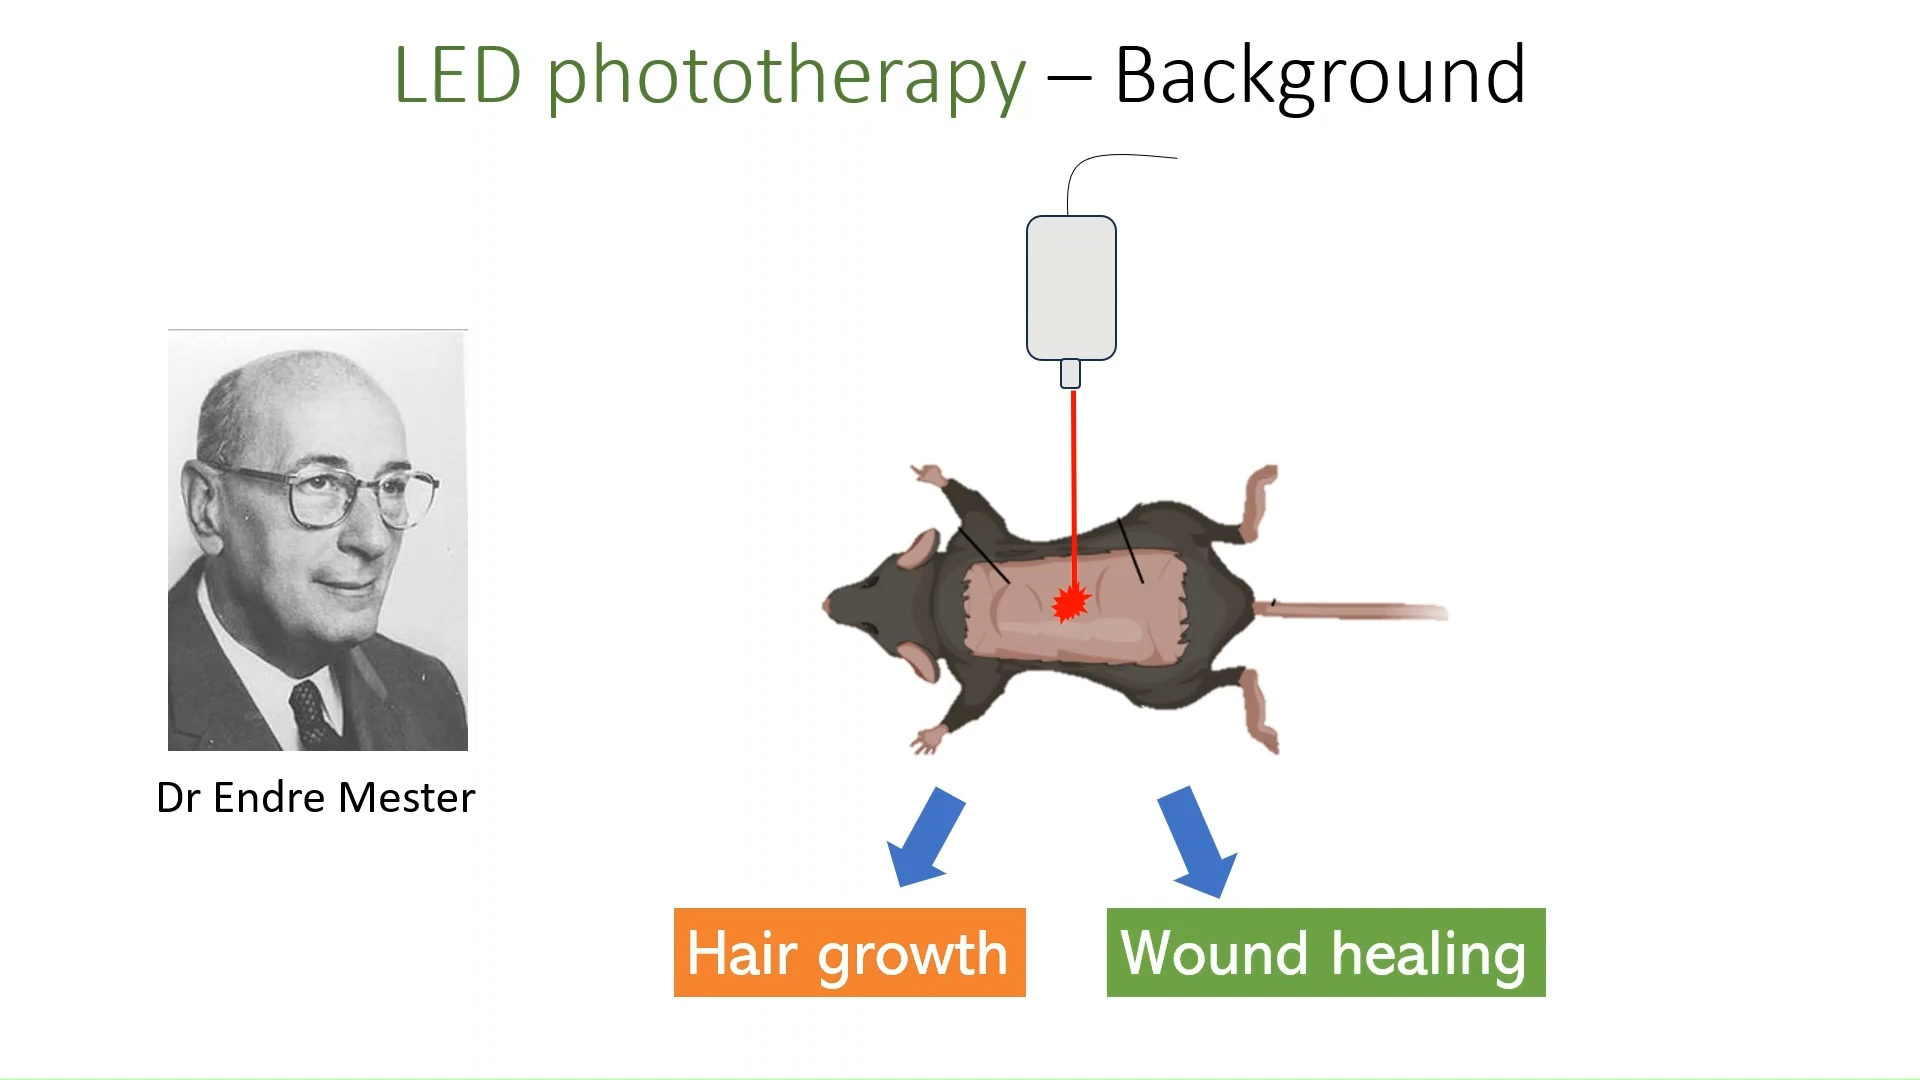 LED phototherapy – Background
Dr Endre Mester
Hair growth
Wound healing